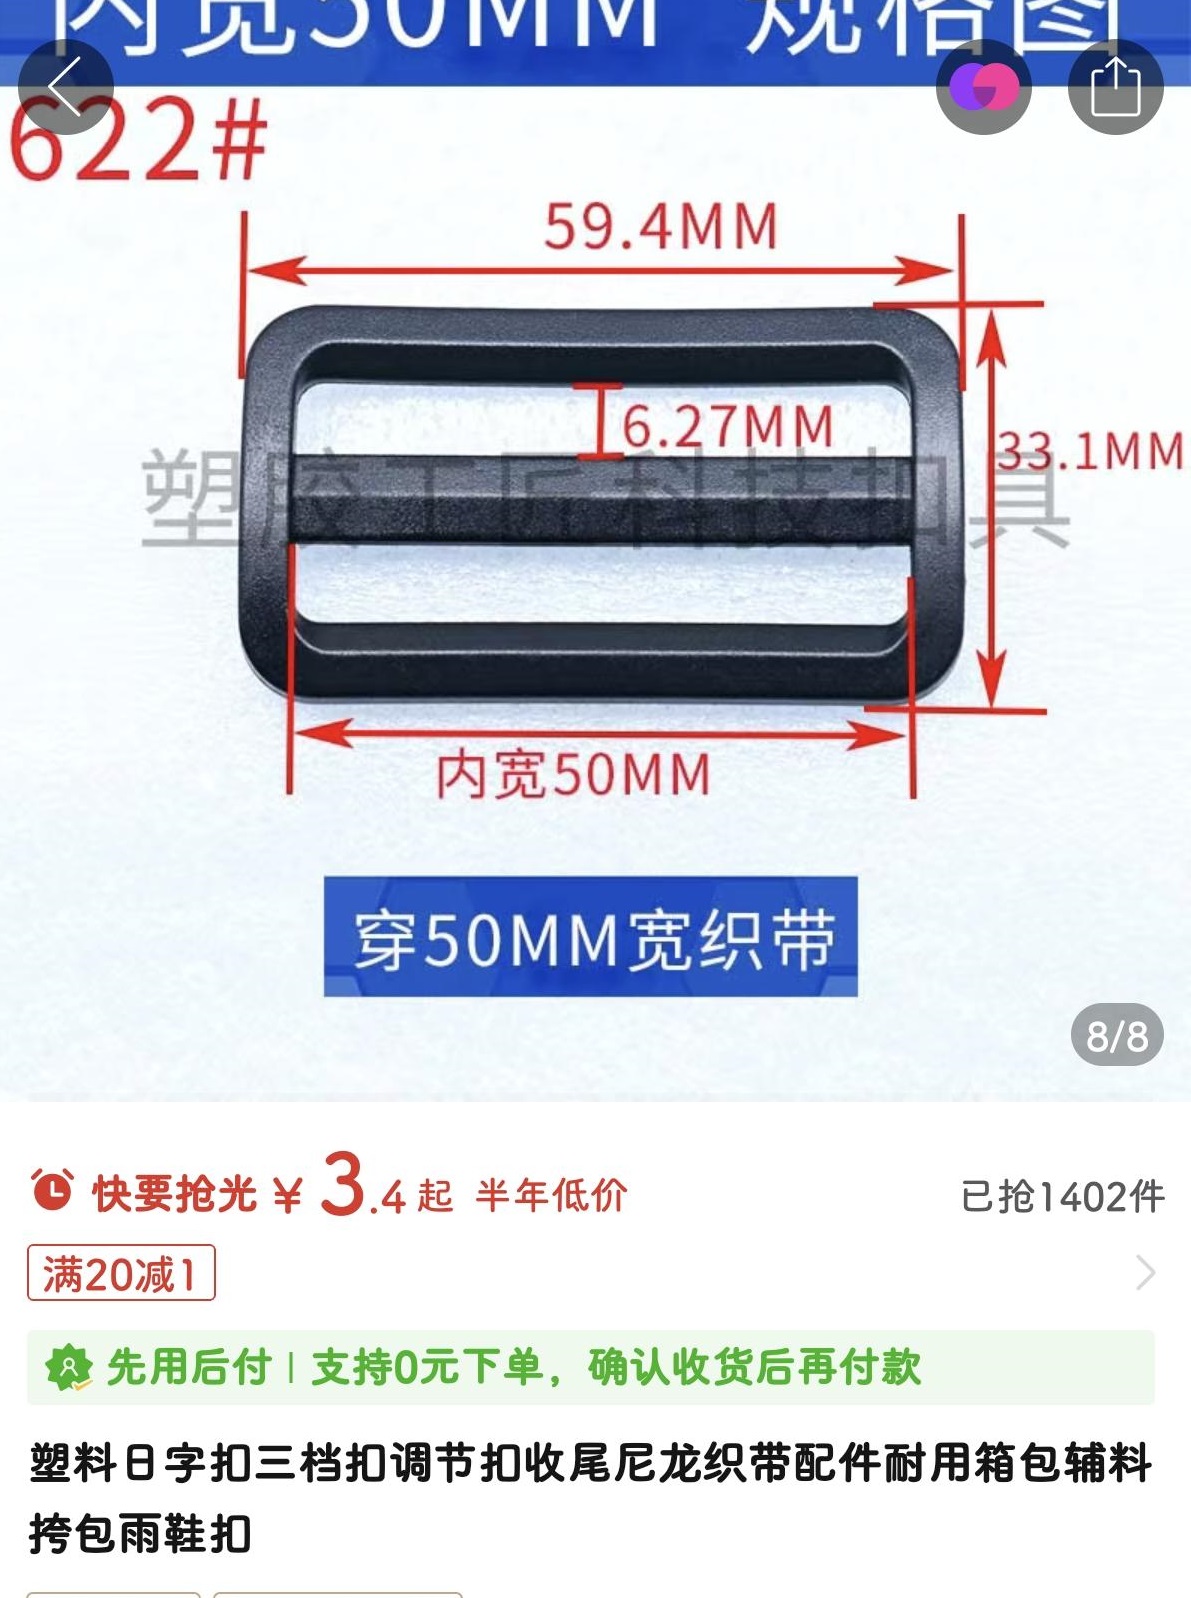 内宽50MM 规格图
622#
59.4MM
6.27MM
33.1MM
塑胶工匠科技扣具
内宽50MM
穿50MM宽织带
8/8
快要抢光 ¥ 3.4起 半年低价
已抢1402件
满20减1
先用后付 | 支持0元下单，确认收货后再付款
塑料日字扣三档扣调节扣收尾尼龙织带配件耐用箱包辅料
挎包雨鞋扣